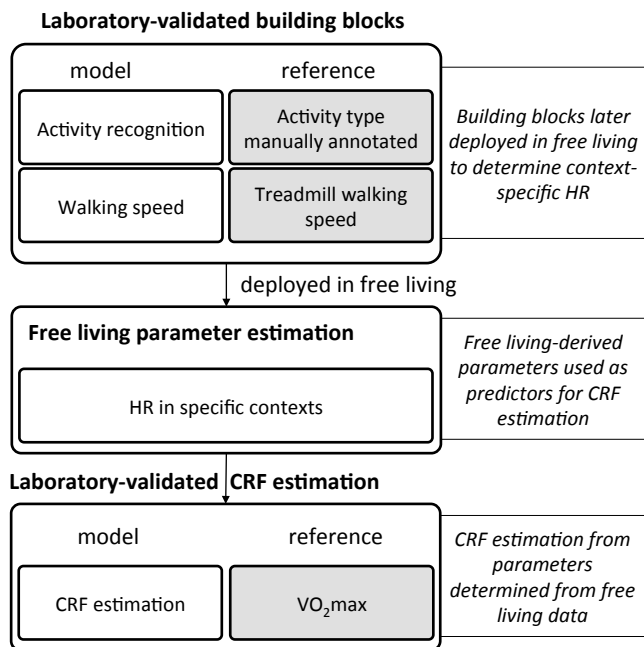 Laboratory-validated building blocks
model
reference
Activity recognition
Activity type
manually annotated
Walking speed
Treadmill walking
speed
Building blocks later
deployed in free living
to determine context-
specific HR
deployed in free living
Free living parameter estimation
HR in specific contexts
Free living-derived
parameters used as
predictors for CRF
estimation
Laboratory-validated CRF estimation
model
reference
CRF estimation
VO₂max
CRF estimation from
parameters
determined from free
living data